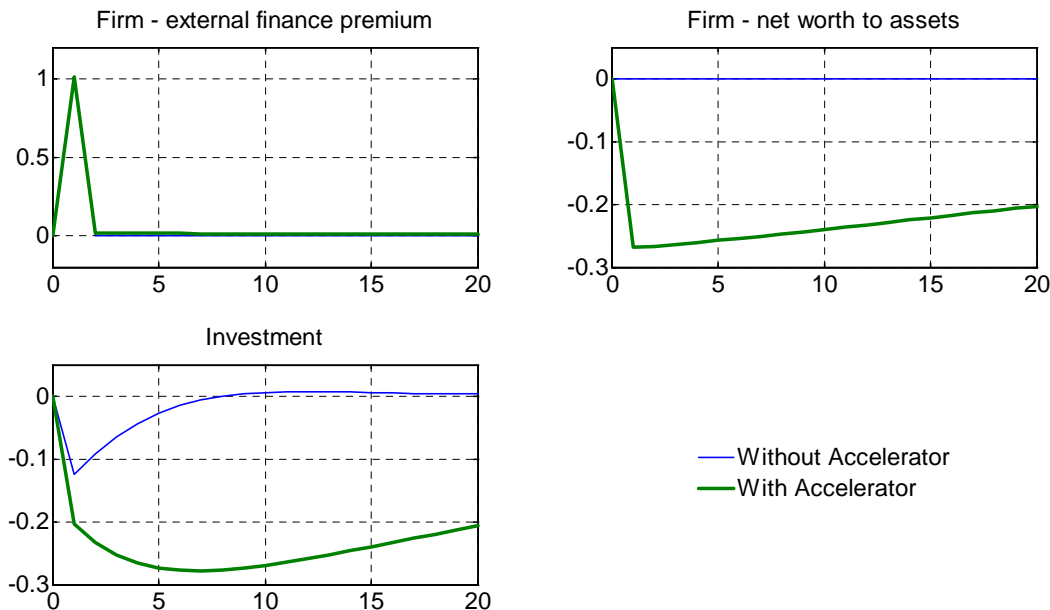 Firm - external finance premium
1
0.5
0
0 5 10 15 20
Firm - net worth to assets
0
-0.1
-0.2
-0.3
0 5 10 15 20
Investment
0
-0.1
-0.2
-0.3
0 5 10 15 20
Without Accelerator
With Accelerator